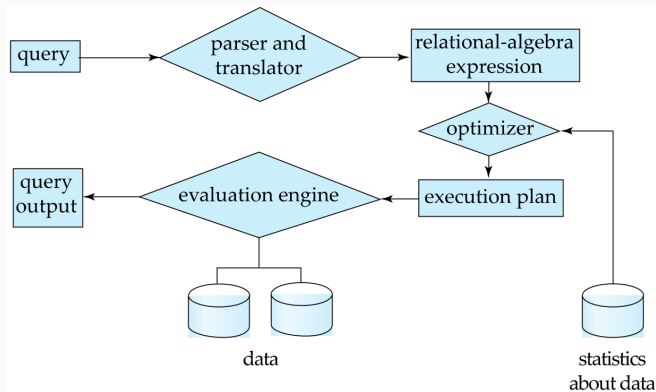 query
parser and
translator
relational-algebra
expression
optimizer
query
output
evaluation engine
execution plan
data
statistics
about data